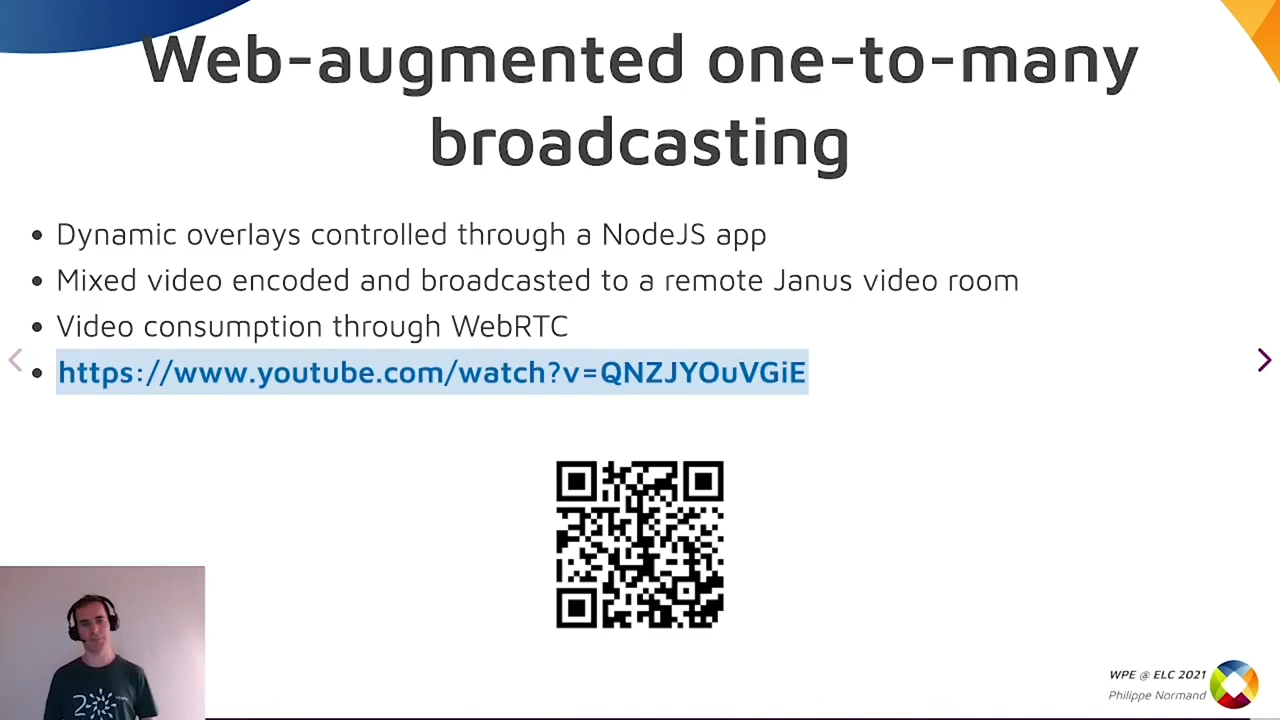 Web-augmented one-to-many
broadcasting
Dynamic overlays controlled through a NodeJS app
Mixed video encoded and broadcasted to a remote Janus video room
Video consumption through WebRTC
https://www.youtube.com/watch?v=QNZJYOuVGiE
WPE @ ELC 2021
Philippe Normand